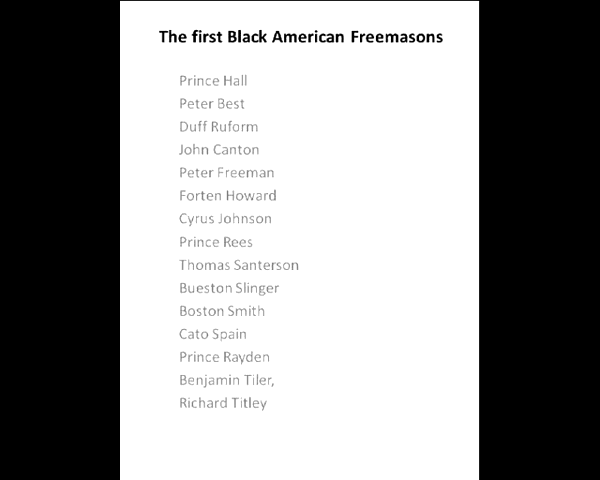 The first Black American Freemasons
Prince Hall
Peter Best
Duff Ruform
John Canton
Peter Freeman
Forten Howard
Cyrus Johnson
Prince Rees
Thomas Santerson
Bueston Slinger
Boston Smith
Cato Spain
Prince Rayden
Benjamin Tiler,
Richard Titley